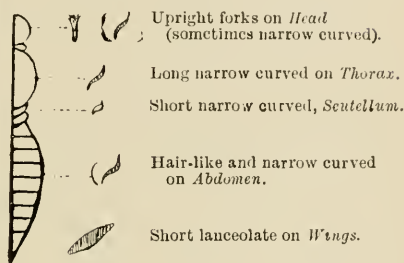 Upright forks on Head
(sometimes narrow curved).
Long narrow curved on Thorax.
Short narrow curved, Scutellum.
Hair-like and narrow curved
on Abdomen.
Short lanceolate on Wings.